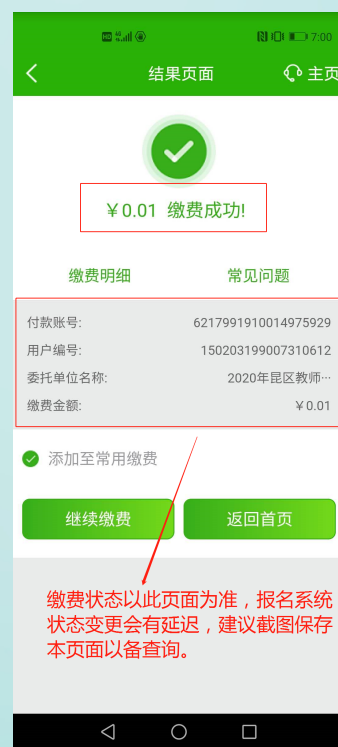 7:00
结果页面
主页
￥0.01 缴费成功!
缴费明细
常见问题
付款账号: 6217991910014975929
用户编号: 150203199007310612
委托单位名称: 2020年昆区教师…
缴费金额: ￥0.01
添加至常用缴费
继续缴费
返回首页
缴费状态以此页面为准，报名系统
状态变更会有延迟，建议截图保存
本页面以备查询。